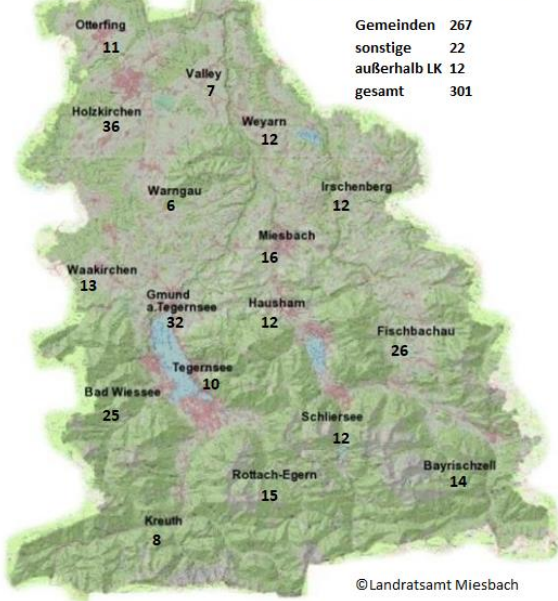 Gemeinden 267
sonstige 22
außerhalb LK 12
gesamt 301
Otterfing
11
Valley
7
Holzkirchen
36
Weyarn
12
Warngau
6
Irschenberg
12
Miesbach
16
Waakirchen
13
Gmund
a.Tegernsee
32
Hausham
12
Fischbachau
26
Tegernsee
10
Bad Wiessee
25
Schliersee
12
Rottach-Egern
15
Bayrischzell
14
Kreuth
8
©Landratsamt Miesbach